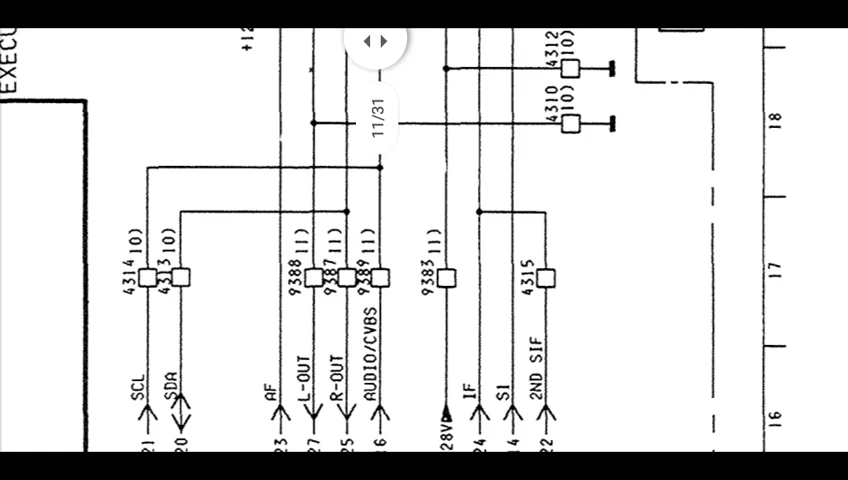 EXECU
+12
4312
10)
4310
10)
11/31
18
4314
10)
4313
10)
9388
11)
9387
11)
9389
11)
9383
11)
4315
17
SCL
SDA
AF
L-OUT
R-OUT
AUDIO/CVBS
IF
SI
2ND SIF
16
21
20
23
27
25
28V
24
14
22